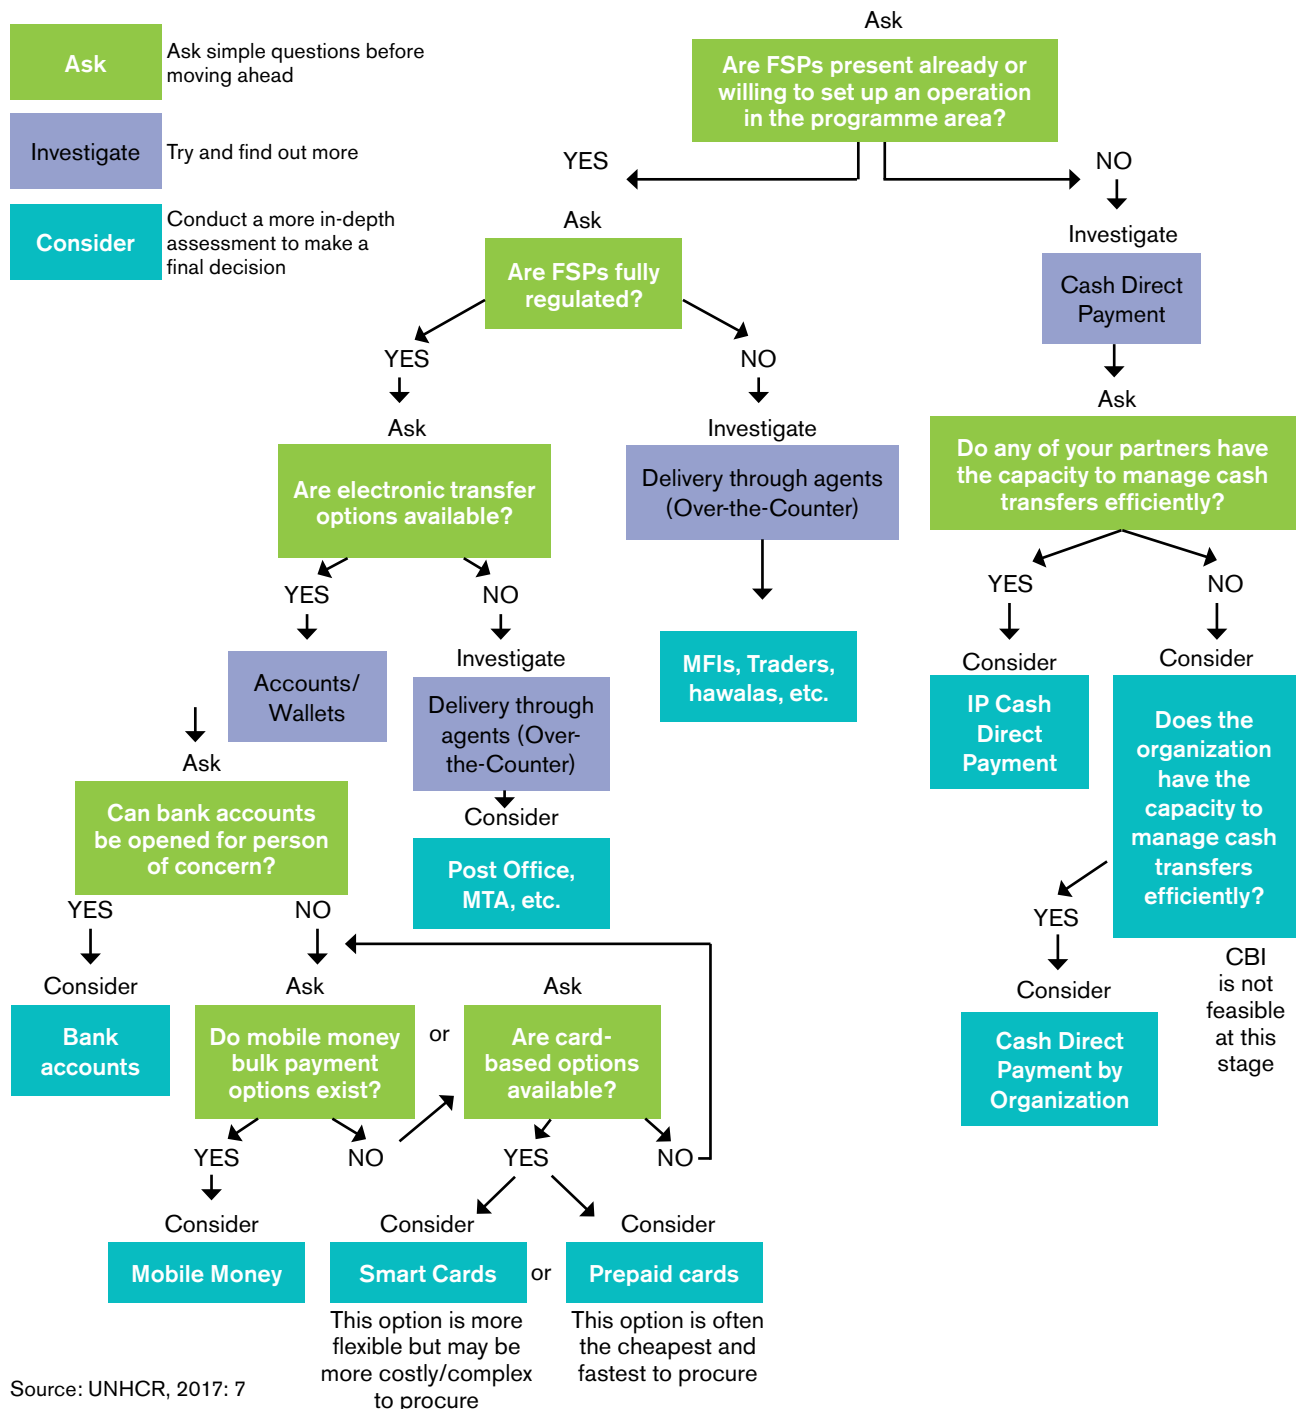 Ask
Ask simple questions before
moving ahead
Investigate
Try and find out more
Consider
Conduct a more in-depth
assessment to make a
final decision
Ask
Are FSPs present already or
willing to set up an operation
in the programme area?
YES
NO
Ask
Are FSPs fully
regulated?
Investigate
Cash Direct
Payment
YES
NO
Ask
Are electronic transfer
options available?
Investigate
Delivery through agents
(Over-the-Counter)
Ask
Do any of your partners have
the capacity to manage cash
transfers efficiently?
YES
NO
YES
NO
Accounts/
Wallets
Investigate
Delivery through
agents (Over-
the-Counter)
MFIs, Traders,
hawalas, etc.
Consider
IP Cash
Direct
Payment
Consider
Does the
organization
have the
capacity to
manage cash
transfers
efficiently?
Ask
Can bank accounts
be opened for person
of concern?
Consider
Post Office,
MTA, etc.
YES
NO
YES
CBI
is not
feasible
at this
stage
Consider
Bank
accounts
Ask
Do mobile money
bulk payment
options exist?
or
Ask
Are card-
based options
available?
Consider
Cash Direct
Payment by
Organization
YES
NO
YES
NO
Consider
Mobile Money
Consider
Smart Cards
or
Consider
Prepaid cards
This option is more
flexible but may be
more costly/complex
to procure
This option is often
the cheapest and
fastest to procure
Source: UNHCR, 2017: 7